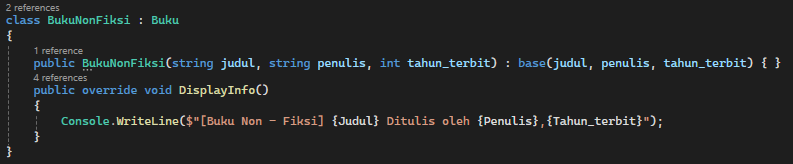 2 references
class BukuNonFiksi : Buku
{
1 reference
public BukuNonFiksi(string judul, string penulis, int tahun_terbit) : base(judul, penulis, tahun_terbit) { }
4 references
public override void DisplayInfo()
{
Console.WriteLine($"[Buku Non - Fiksi] {Judul} Ditulis oleh {Penulis},{Tahun_terbit}");
}
}